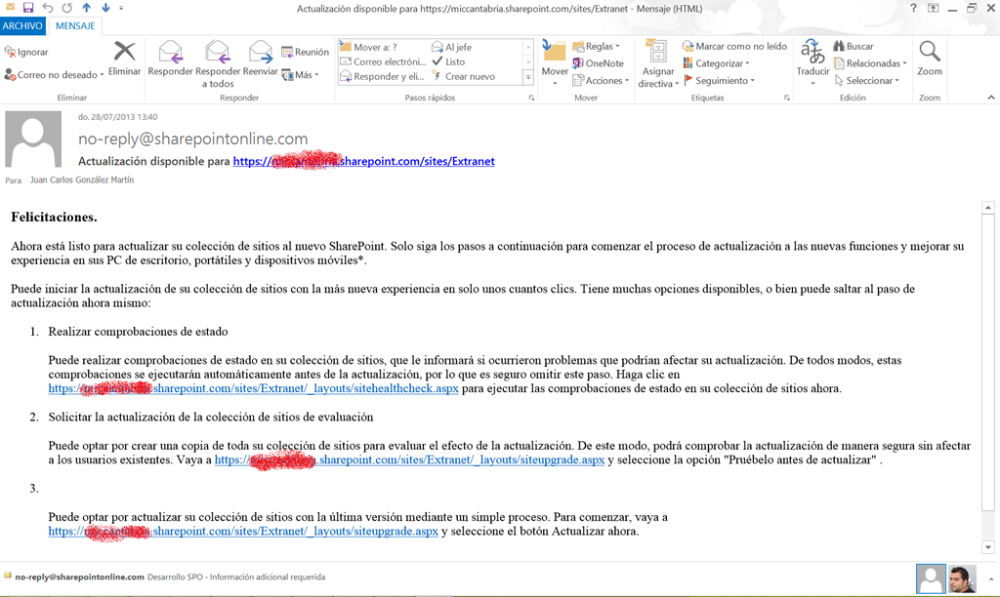 Actualización disponible para https://miccantabria.sharepoint.com/sites/Extranet - Mensaje (HTML)
ARCHIVO MENSAJE
Ignorar
Correo no deseado
Eliminar
Responder
Responder a todos
Reenviar
Reunión
Más
Mover a: ?
Correo electróni...
Responder y eli...
Al jefe
Listo
Crear nuevo
Mover
Reglas
OneNote
Acciones
Asignar directiva
Marcar como no leído
Categorizar
Seguimiento
Traducir
Buscar
Relacionadas
Seleccionar
Zoom
Eliminar Responder Pasos rápidos Mover Etiquetas Edición Zoom
do. 28/07/2013 13:40
no-reply@sharepointonline.com
Actualización disponible para https:// sharepoint.com/sites/Extranet
Para Juan Carlos González Martín
Felicitaciones.
Ahora está listo para actualizar su colección de sitios al nuevo SharePoint. Solo siga los pasos a continuación para comenzar el proceso de actualización a las nuevas funciones y mejorar su
experiencia en sus PC de escritorio, portátiles y dispositivos móviles*.
Puede iniciar la actualización de su colección de sitios con la más nueva experiencia en solo unos cuantos clics. Tiene muchas opciones disponibles, o bien puede saltar al paso de
actualización ahora mismo:
1. Realizar comprobaciones de estado
Puede realizar comprobaciones de estado en su colección de sitios, que le informará si ocurrieron problemas que podrían afectar su actualización. De todos modos, estas
comprobaciones se ejecutarán automáticamente antes de la actualización, por lo que es seguro omitir este paso. Haga clic en
https:// .sharepoint.com/sites/Extranet/_layouts/sitehealthcheck.aspx para ejecutar las comprobaciones de estado en su colección de sitios ahora.
2. Solicitar la actualización de la colección de sitios de evaluación
Puede optar por crear una copia de toda su colección de sitios para evaluar el efecto de la actualización. De este modo, podrá comprobar la actualización de manera segura sin afectar
a los usuarios existentes. Vaya a https:// .sharepoint.com/sites/Extranet/_layouts/siteupgrade.aspx y seleccione la opción "Pruébelo antes de actualizar" .
3.
Puede optar por actualizar su colección de sitios con la última versión mediante un simple proceso. Para comenzar, vaya a
https:// .sharepoint.com/sites/Extranet/_layouts/siteupgrade.aspx y seleccione el botón Actualizar ahora.
no-reply@sharepointonline.com Desarrollo SPO - Información adicional requerida